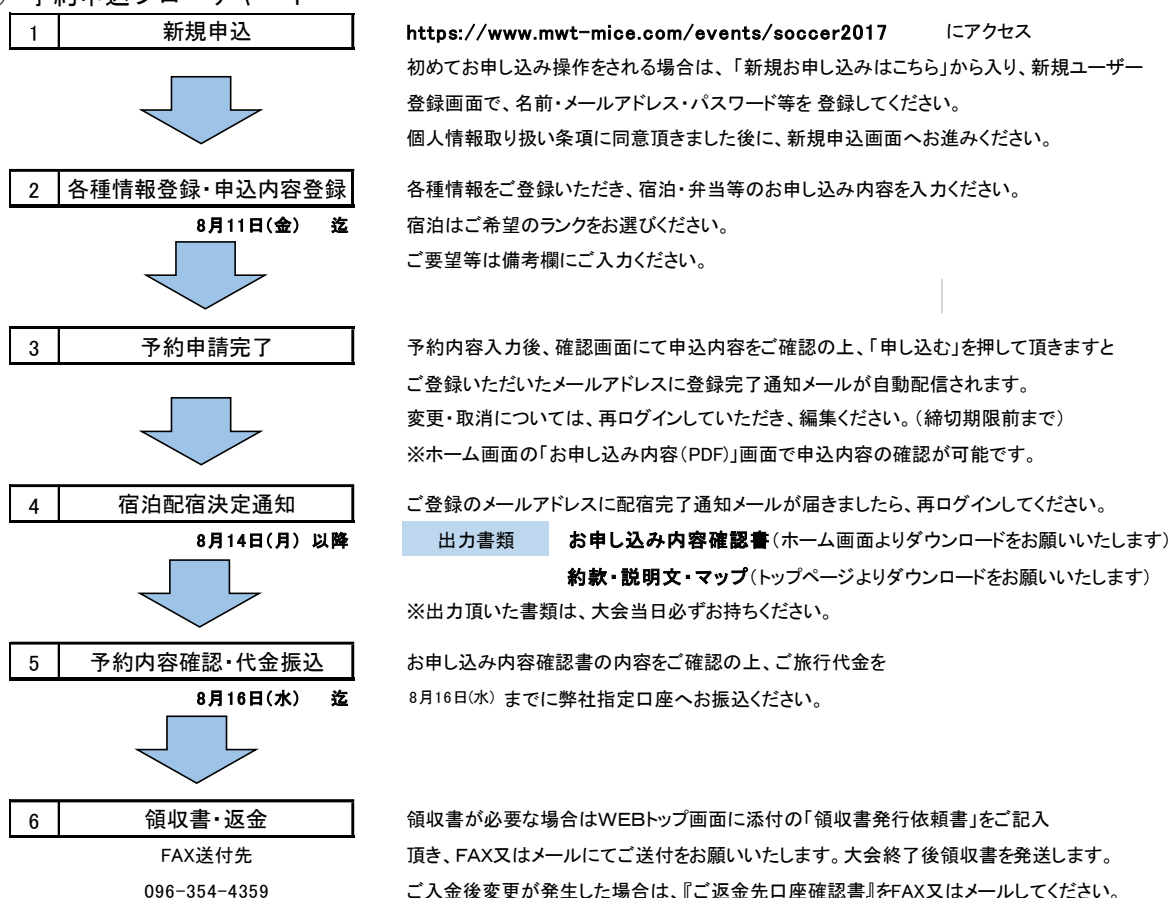 予約申込フローチャート
1 新規申込 https://www.mwt-mice.com/events/soccer2017 にアクセス
初めてお申し込み操作をされる場合は、「新規お申し込みはこちら」から入り、新規ユーザー
登録画面で、名前・メールアドレス・パスワード等を 登録してください。
個人情報取り扱い条項に同意頂きました後に、新規申込画面へお進みください。
2 各種情報登録・申込内容登録 各種情報をご登録いただき、宿泊・弁当等のお申し込み内容を入力ください。
8月11日(金) 迄 宿泊はご希望のランクをお選びください。
ご要望等は備考欄にご入力ください。
3 予約申請完了 予約内容入力後、確認画面にて申込内容をご確認の上、「申し込む」を押して頂きますと
ご登録いただいたメールアドレスに登録完了通知メールが自動配信されます。
変更・取消については、再ログインしていただき、編集ください。(締切期限前まで)
※ホーム画面の「お申し込み内容(PDF)」画面で申込内容の確認が可能です。
4 宿泊配宿決定通知 ご登録のメールアドレスに配宿完了通知メールが届きましたら、再ログインしてください。
8月14日(月) 以降 出力書類 お申し込み内容確認書(ホーム画面よりダウンロードをお願いいたします)
約款・説明文・マップ(トップページよりダウンロードをお願いいたします)
※出力頂いた書類は、大会当日必ずお持ちください。
5 予約内容確認・代金振込 お申し込み内容確認書の内容をご確認の上、ご旅行代金を
8月16日(水) 迄 8月16日(水) までに弊社指定口座へお振込ください。
6 領収書・返金 領収書が必要な場合はWEBトップ画面に添付の「領収書発行依頼書」をご記入
FAX送付先 頂き、FAX又はメールにてご送付をお願いいたします。大会終了後領収書を発送します。
096-354-4359 ご入金後変更が発生した場合は、『ご返金先口座確認書』をFAX又はメールしてください。